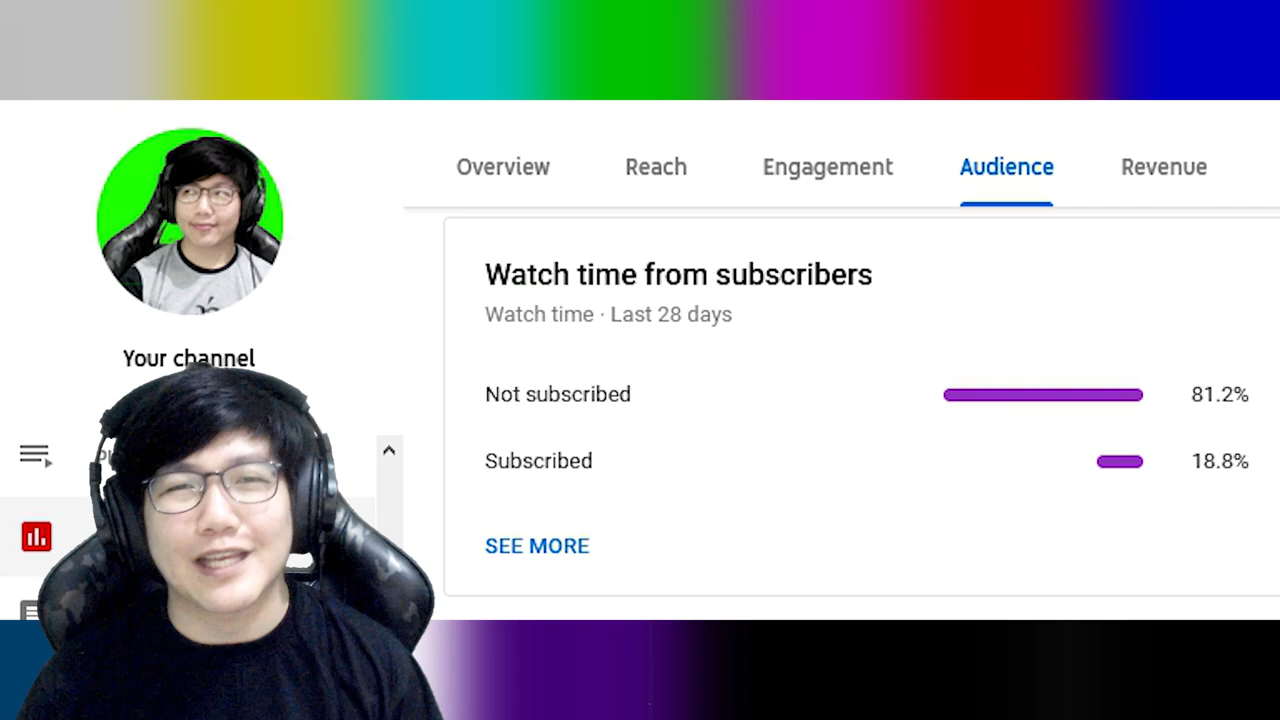 Overview Reach Engagement Audience Revenue
Your channel
Watch time from subscribers
Watch time · Last 28 days
Not subscribed 81.2%
Subscribed 18.8%
SEE MORE